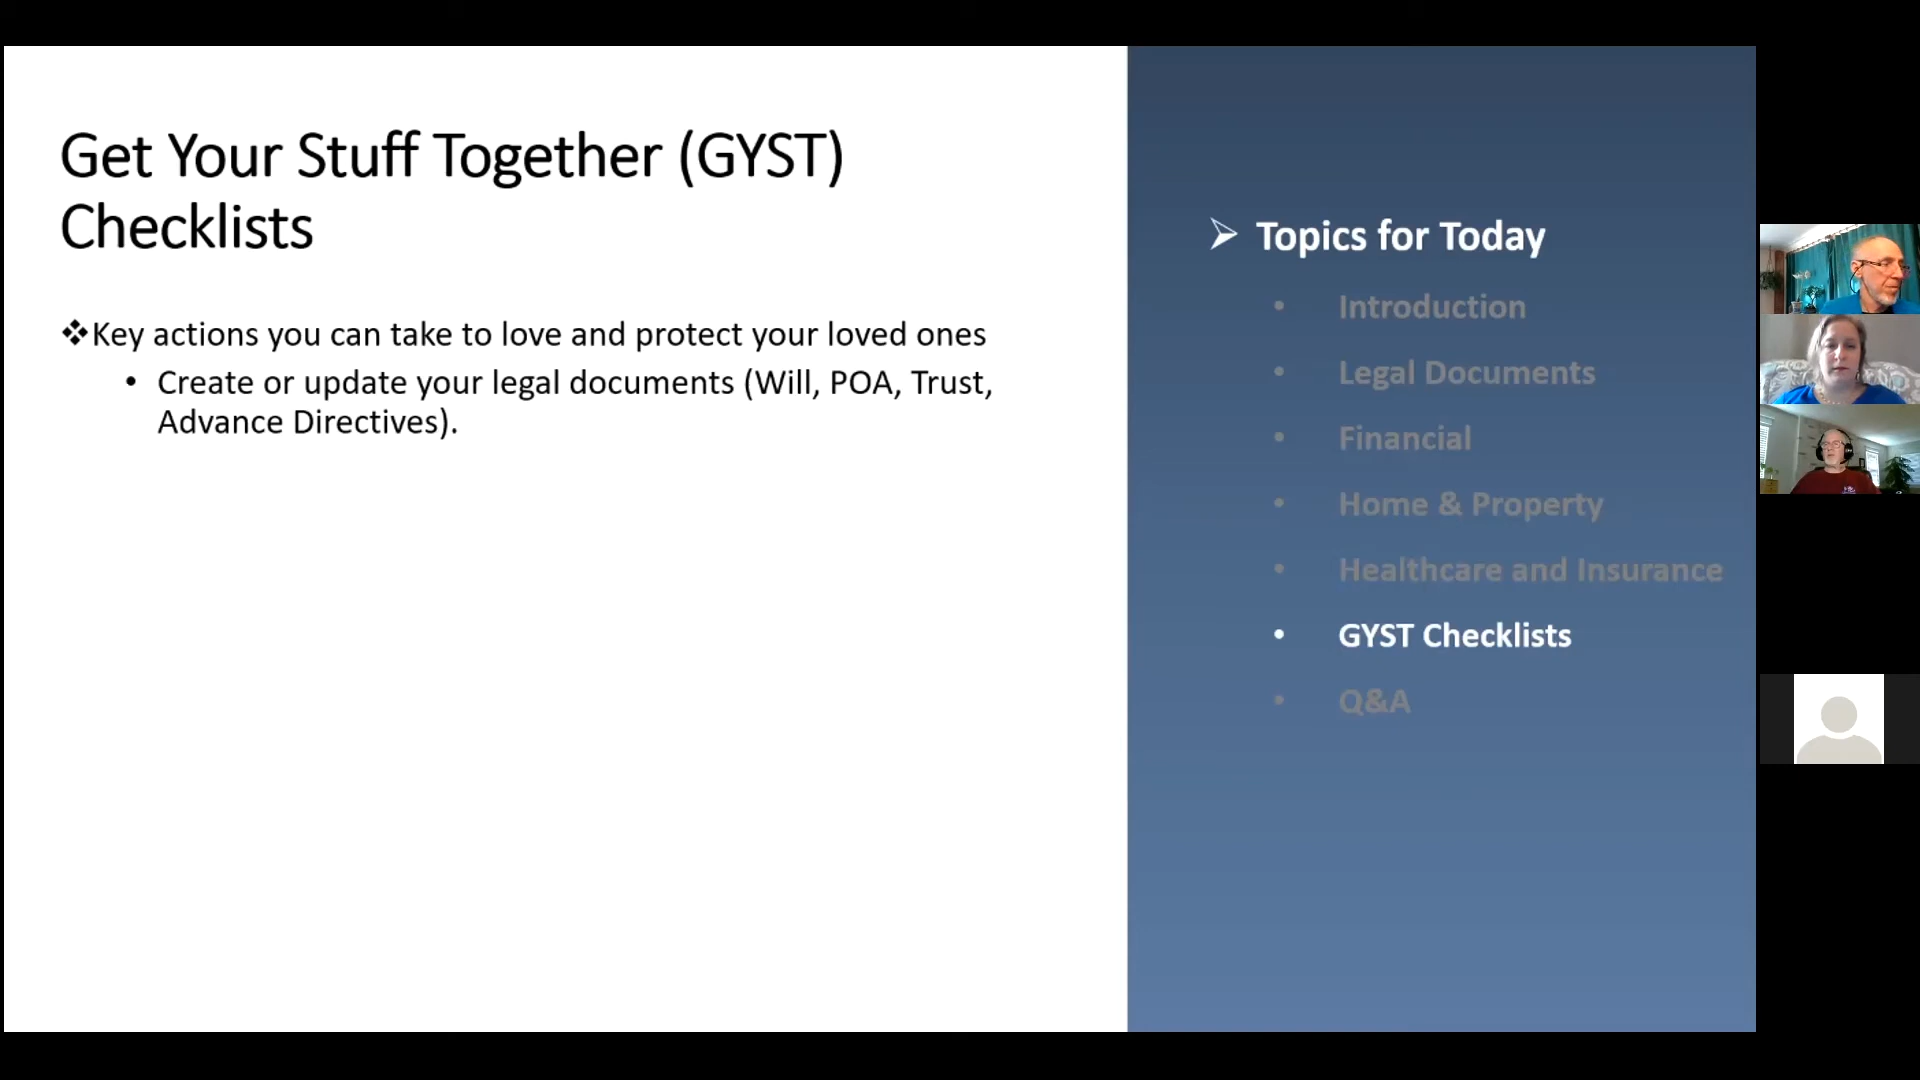 Get Your Stuff Together (GYST)
Checklists
❖Key actions you can take to love and protect your loved ones
• Create or update your legal documents (Will, POA, Trust,
Advance Directives).
➢ Topics for Today
• Introduction
• Legal Documents
• Financial
• Home & Property
• Healthcare and Insurance
• GYST Checklists
• Q&A